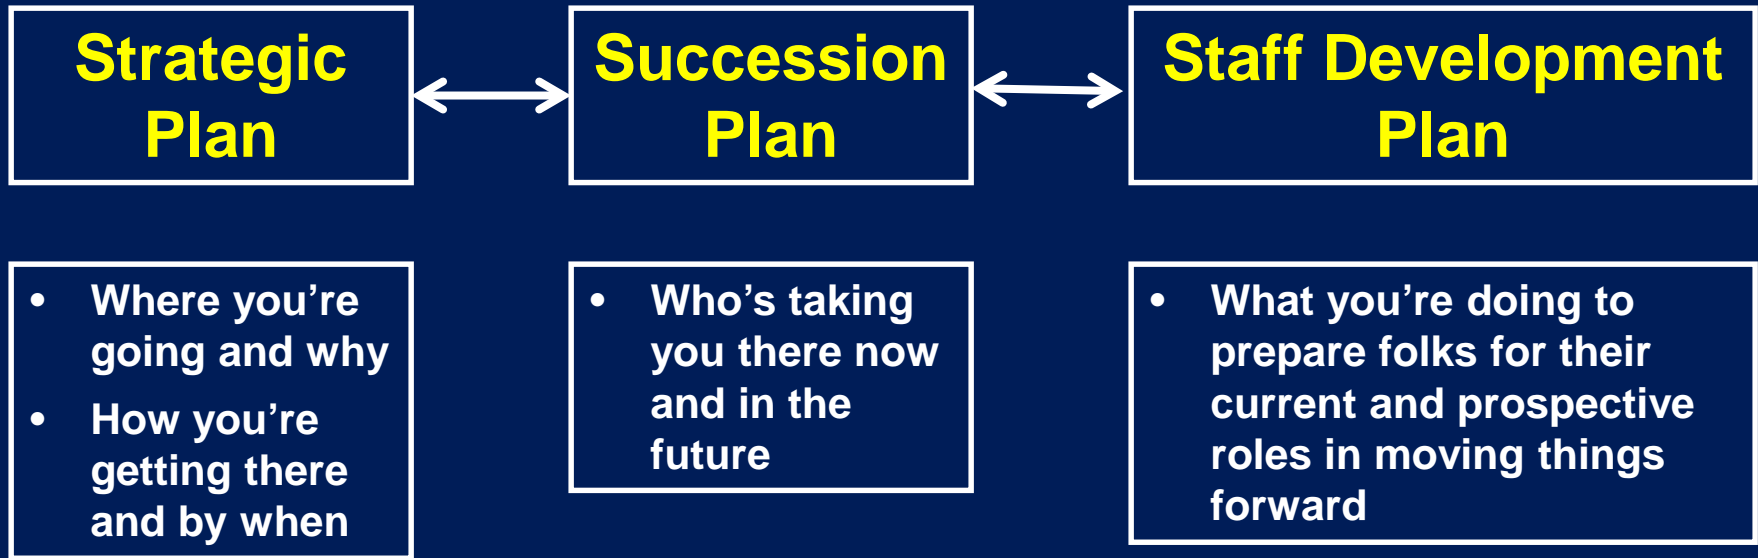 Strategic
Plan
Succession
Plan
Staff Development
Plan
• Where you’re
going and why
• How you’re
getting there
and by when
• Who’s taking
you there now
and in the
future
• What you’re doing to
prepare folks for their
current and prospective
roles in moving things
forward